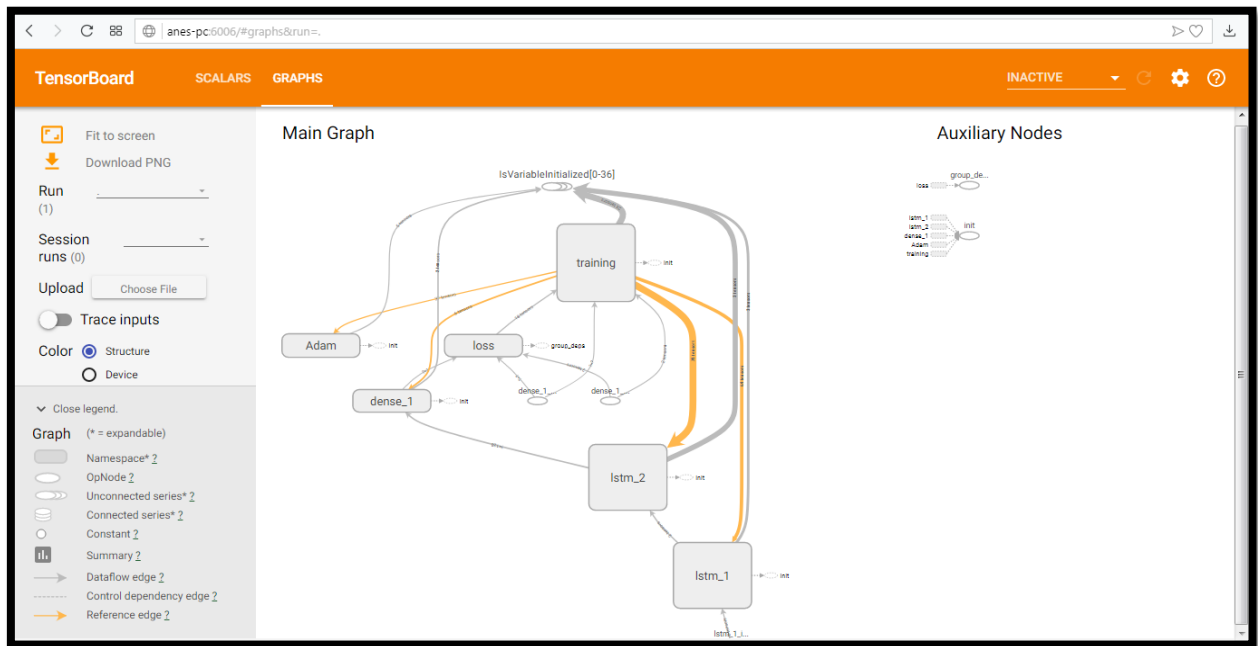 anes-pc:6006/#graphs&run=.
TensorBoard
SCALARS
GRAPHS
INACTIVE
Fit to screen
Download PNG
Run
(1)
.
Session
runs (0)
Upload
Choose File
Trace inputs
Color
Structure
Device
Close legend.
Graph
(* = expandable)
Namespace* ?
OpNode ?
Unconnected series* ?
Connected series* ?
Constant ?
Summary ?
Dataflow edge ?
Control dependency edge ?
Reference edge ?
Main Graph
IsVariableInitialized[0-36]
training
init
Adam
init
loss
group_deps
dense_1
init
dense_1_...
dense_1_...
lstm_2
init
lstm_1
init
lstm_1_i...
Auxiliary Nodes
group_de...
loss
lstm_1
lstm_2
dense_1
Adam
training
init